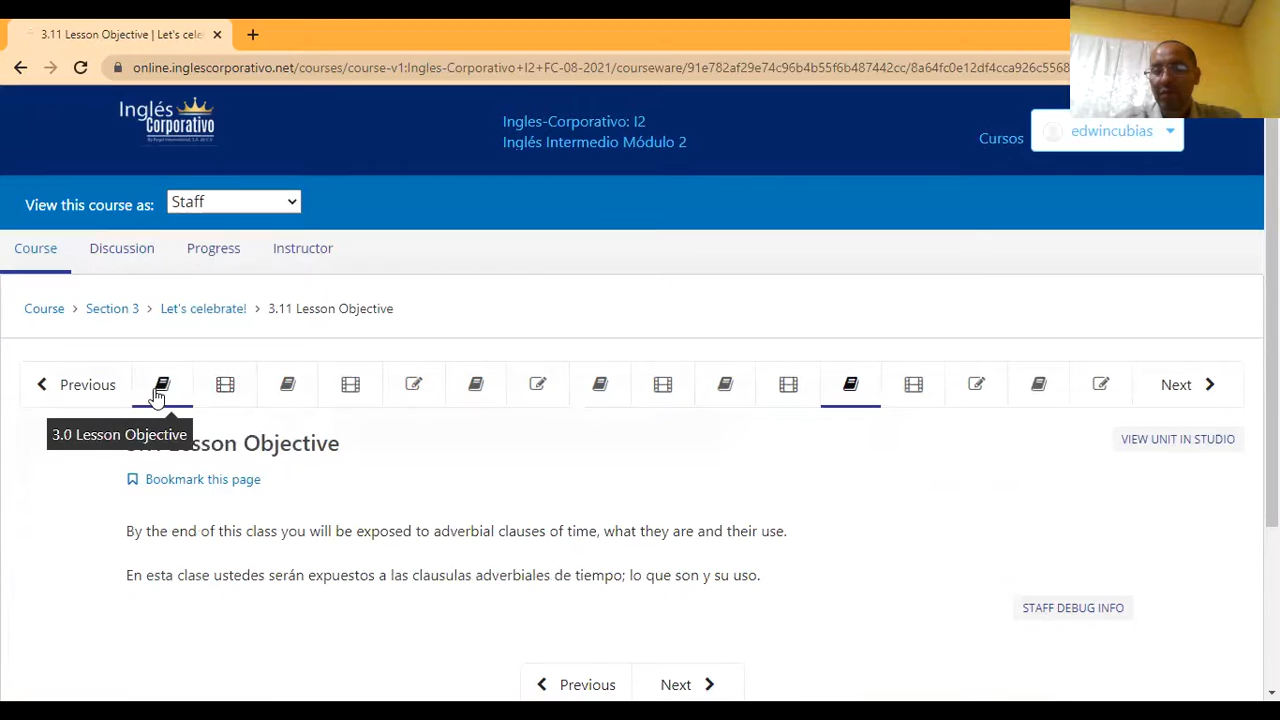 3.11 Lesson Objective | Let's cele
online.inglescorporativo.net/courses/course-v1:Ingles-Corporativo+I2+FC-08-2021/courseware/91e782af29e74c96b4b55f6b487442cc/8a64fc0e12df4cca926c5568
Inglés
Corporativo
Ingles-Corporativo: I2
Inglés Intermedio Módulo 2
Cursos
edwincubias
View this course as:
Staff
Course
Discussion
Progress
Instructor
Course > Section 3 > Let's celebrate! > 3.11 Lesson Objective
Previous
Next
3.0 Lesson Objective
Lesson Objective
VIEW UNIT IN STUDIO
Bookmark this page
By the end of this class you will be exposed to adverbial clauses of time, what they are and their use.
En esta clase ustedes serán expuestos a las clausulas adverbiales de tiempo; lo que son y su uso.
STAFF DEBUG INFO
Previous
Next